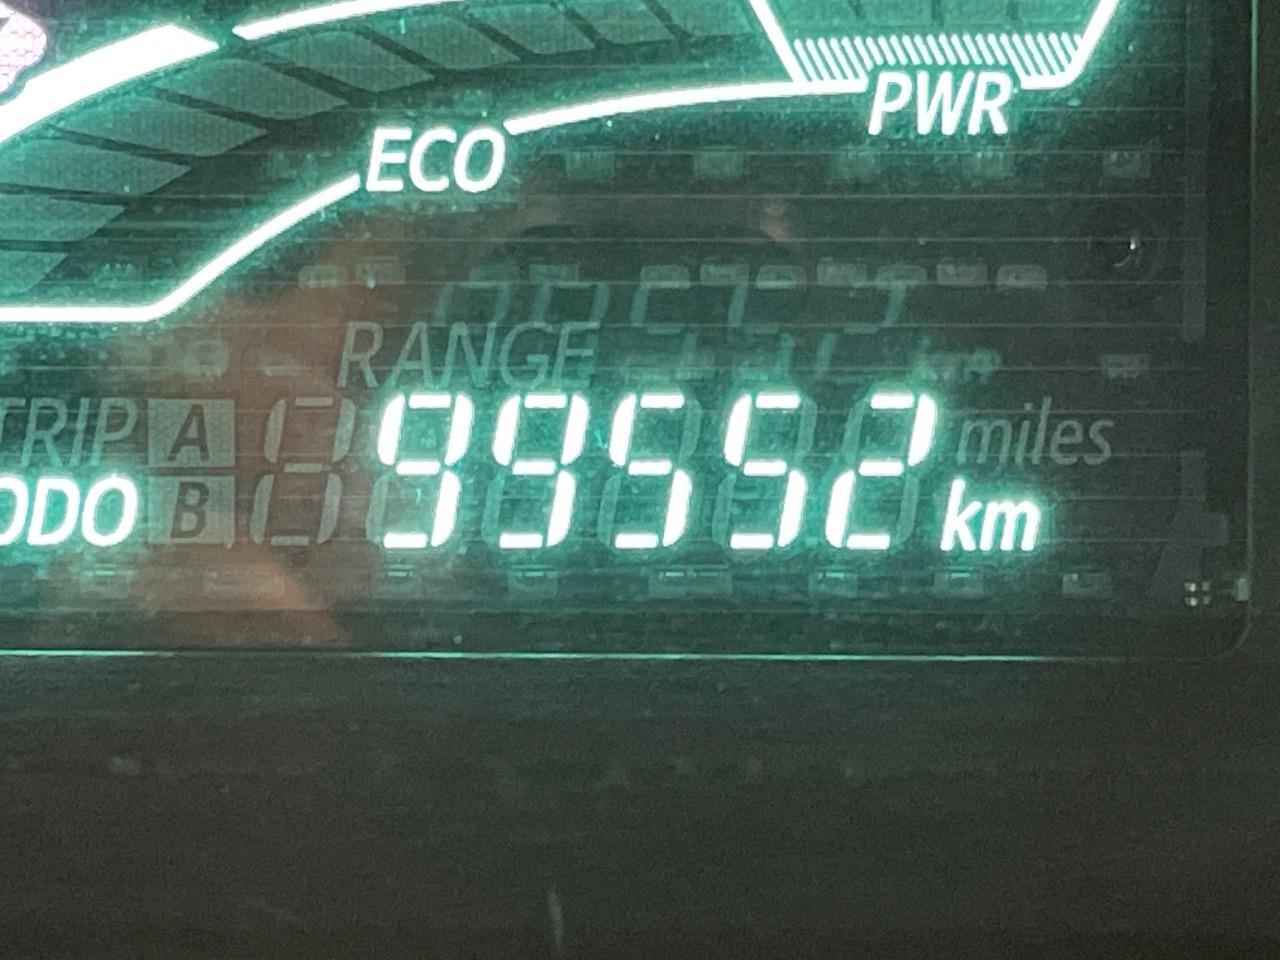 PWR
ECO
RANGE
TRIP A miles
ODO B 99552 km